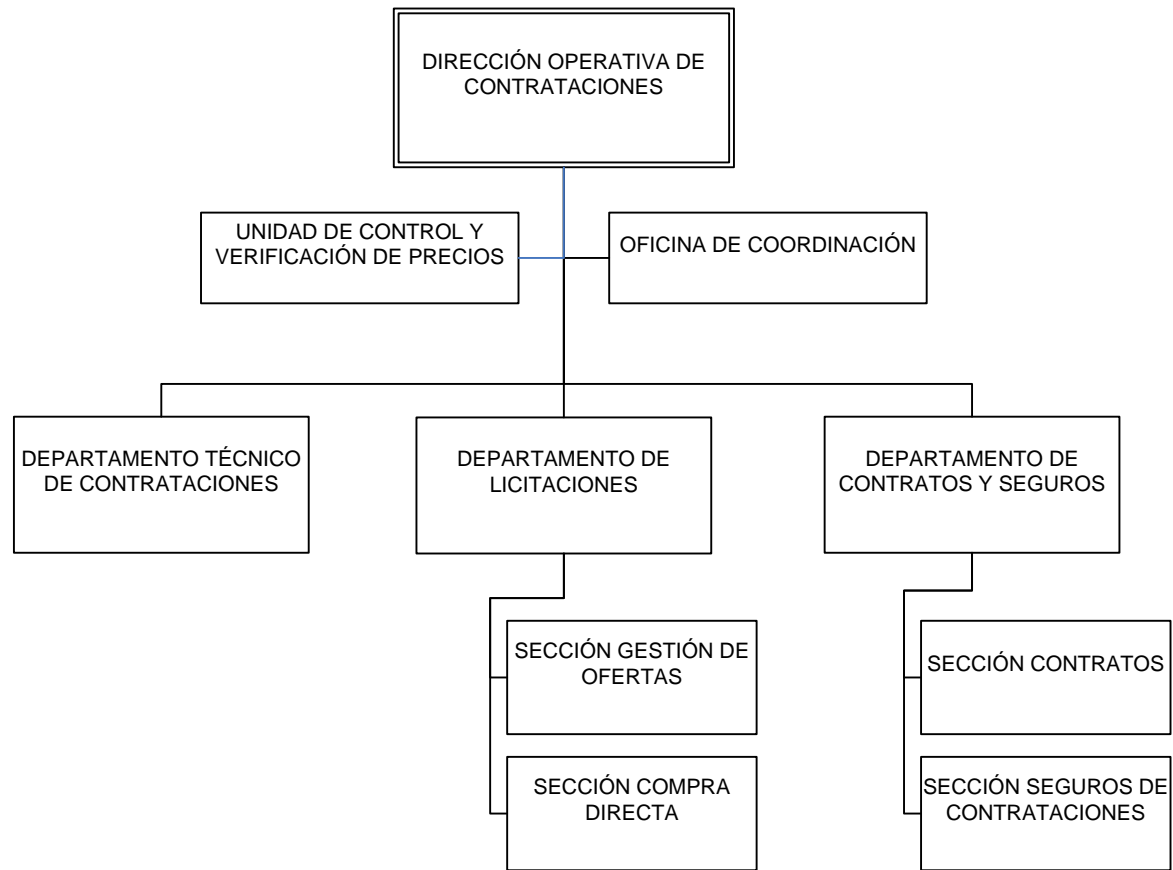 DIRECCIÓN OPERATIVA DE
CONTRATACIONES
UNIDAD DE CONTROL Y
VERIFICACIÓN DE PRECIOS
OFICINA DE COORDINACIÓN
DEPARTAMENTO TÉCNICO
DE CONTRATACIONES
DEPARTAMENTO DE
LICITACIONES
DEPARTAMENTO DE
CONTRATOS Y SEGUROS
SECCIÓN GESTIÓN DE
OFERTAS
SECCIÓN COMPRA
DIRECTA
SECCIÓN CONTRATOS
SECCIÓN SEGUROS DE
CONTRATACIONES